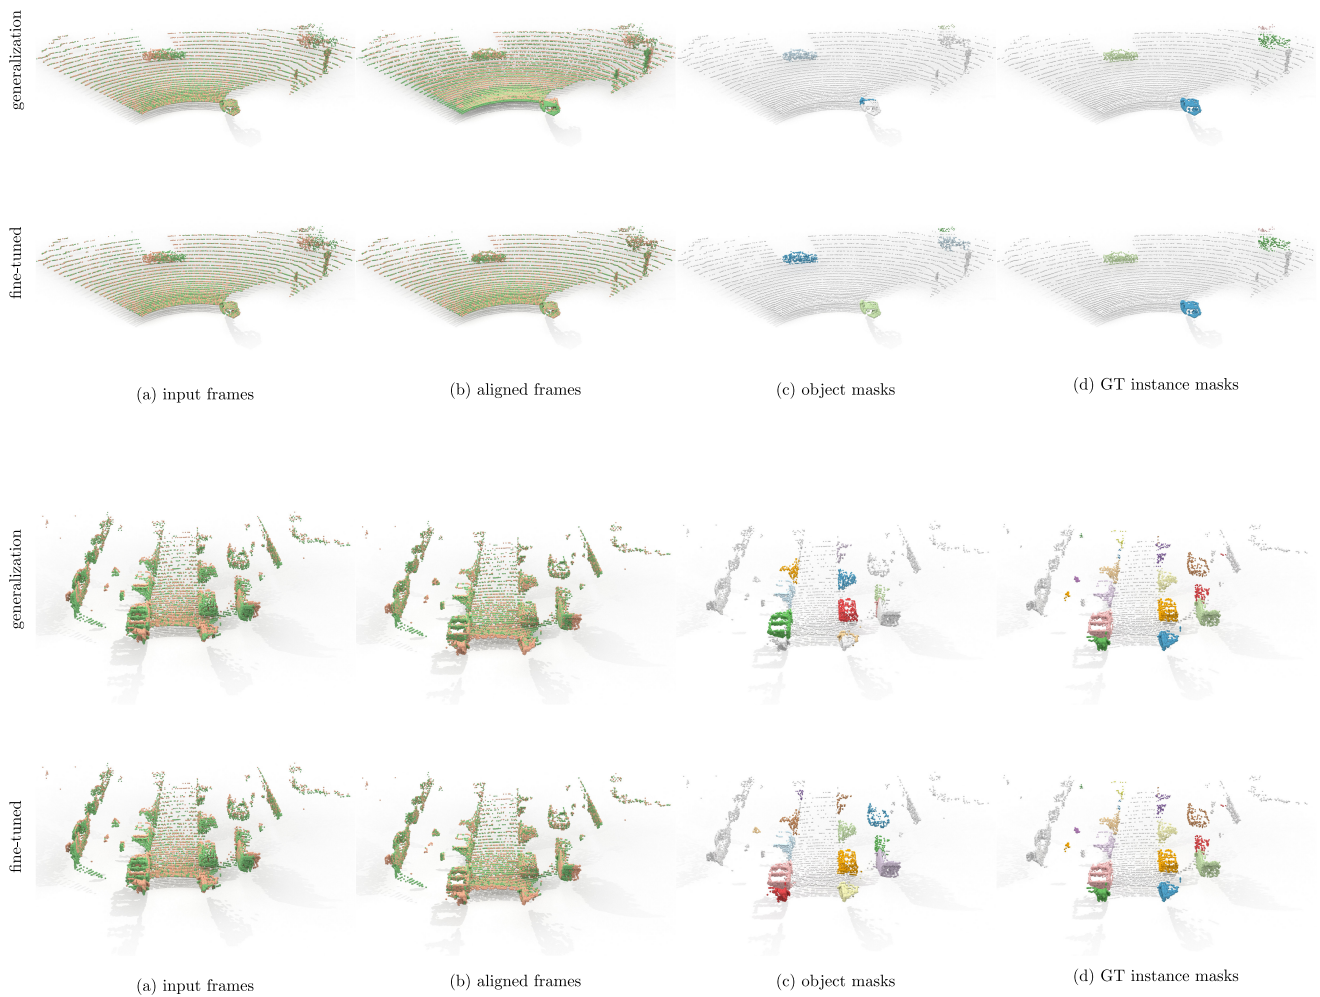 generalization
fine-tuned
(a) input frames
(b) aligned frames
(c) object masks
(d) GT instance masks
generalization
fine-tuned
(a) input frames
(b) aligned frames
(c) object masks
(d) GT instance masks